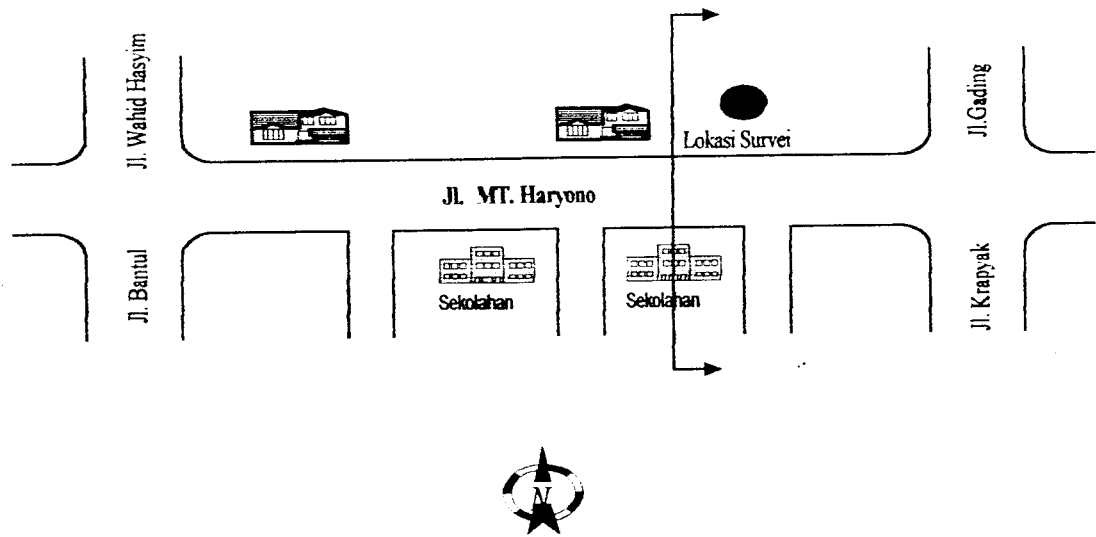 Jl. Wahid Hasyim
Jl.Gading
Lokasi Survei
Jl. MT. Haryono
Jl. Bantul
Sekolahan
Sekolahan
Jl. Krapyak
N